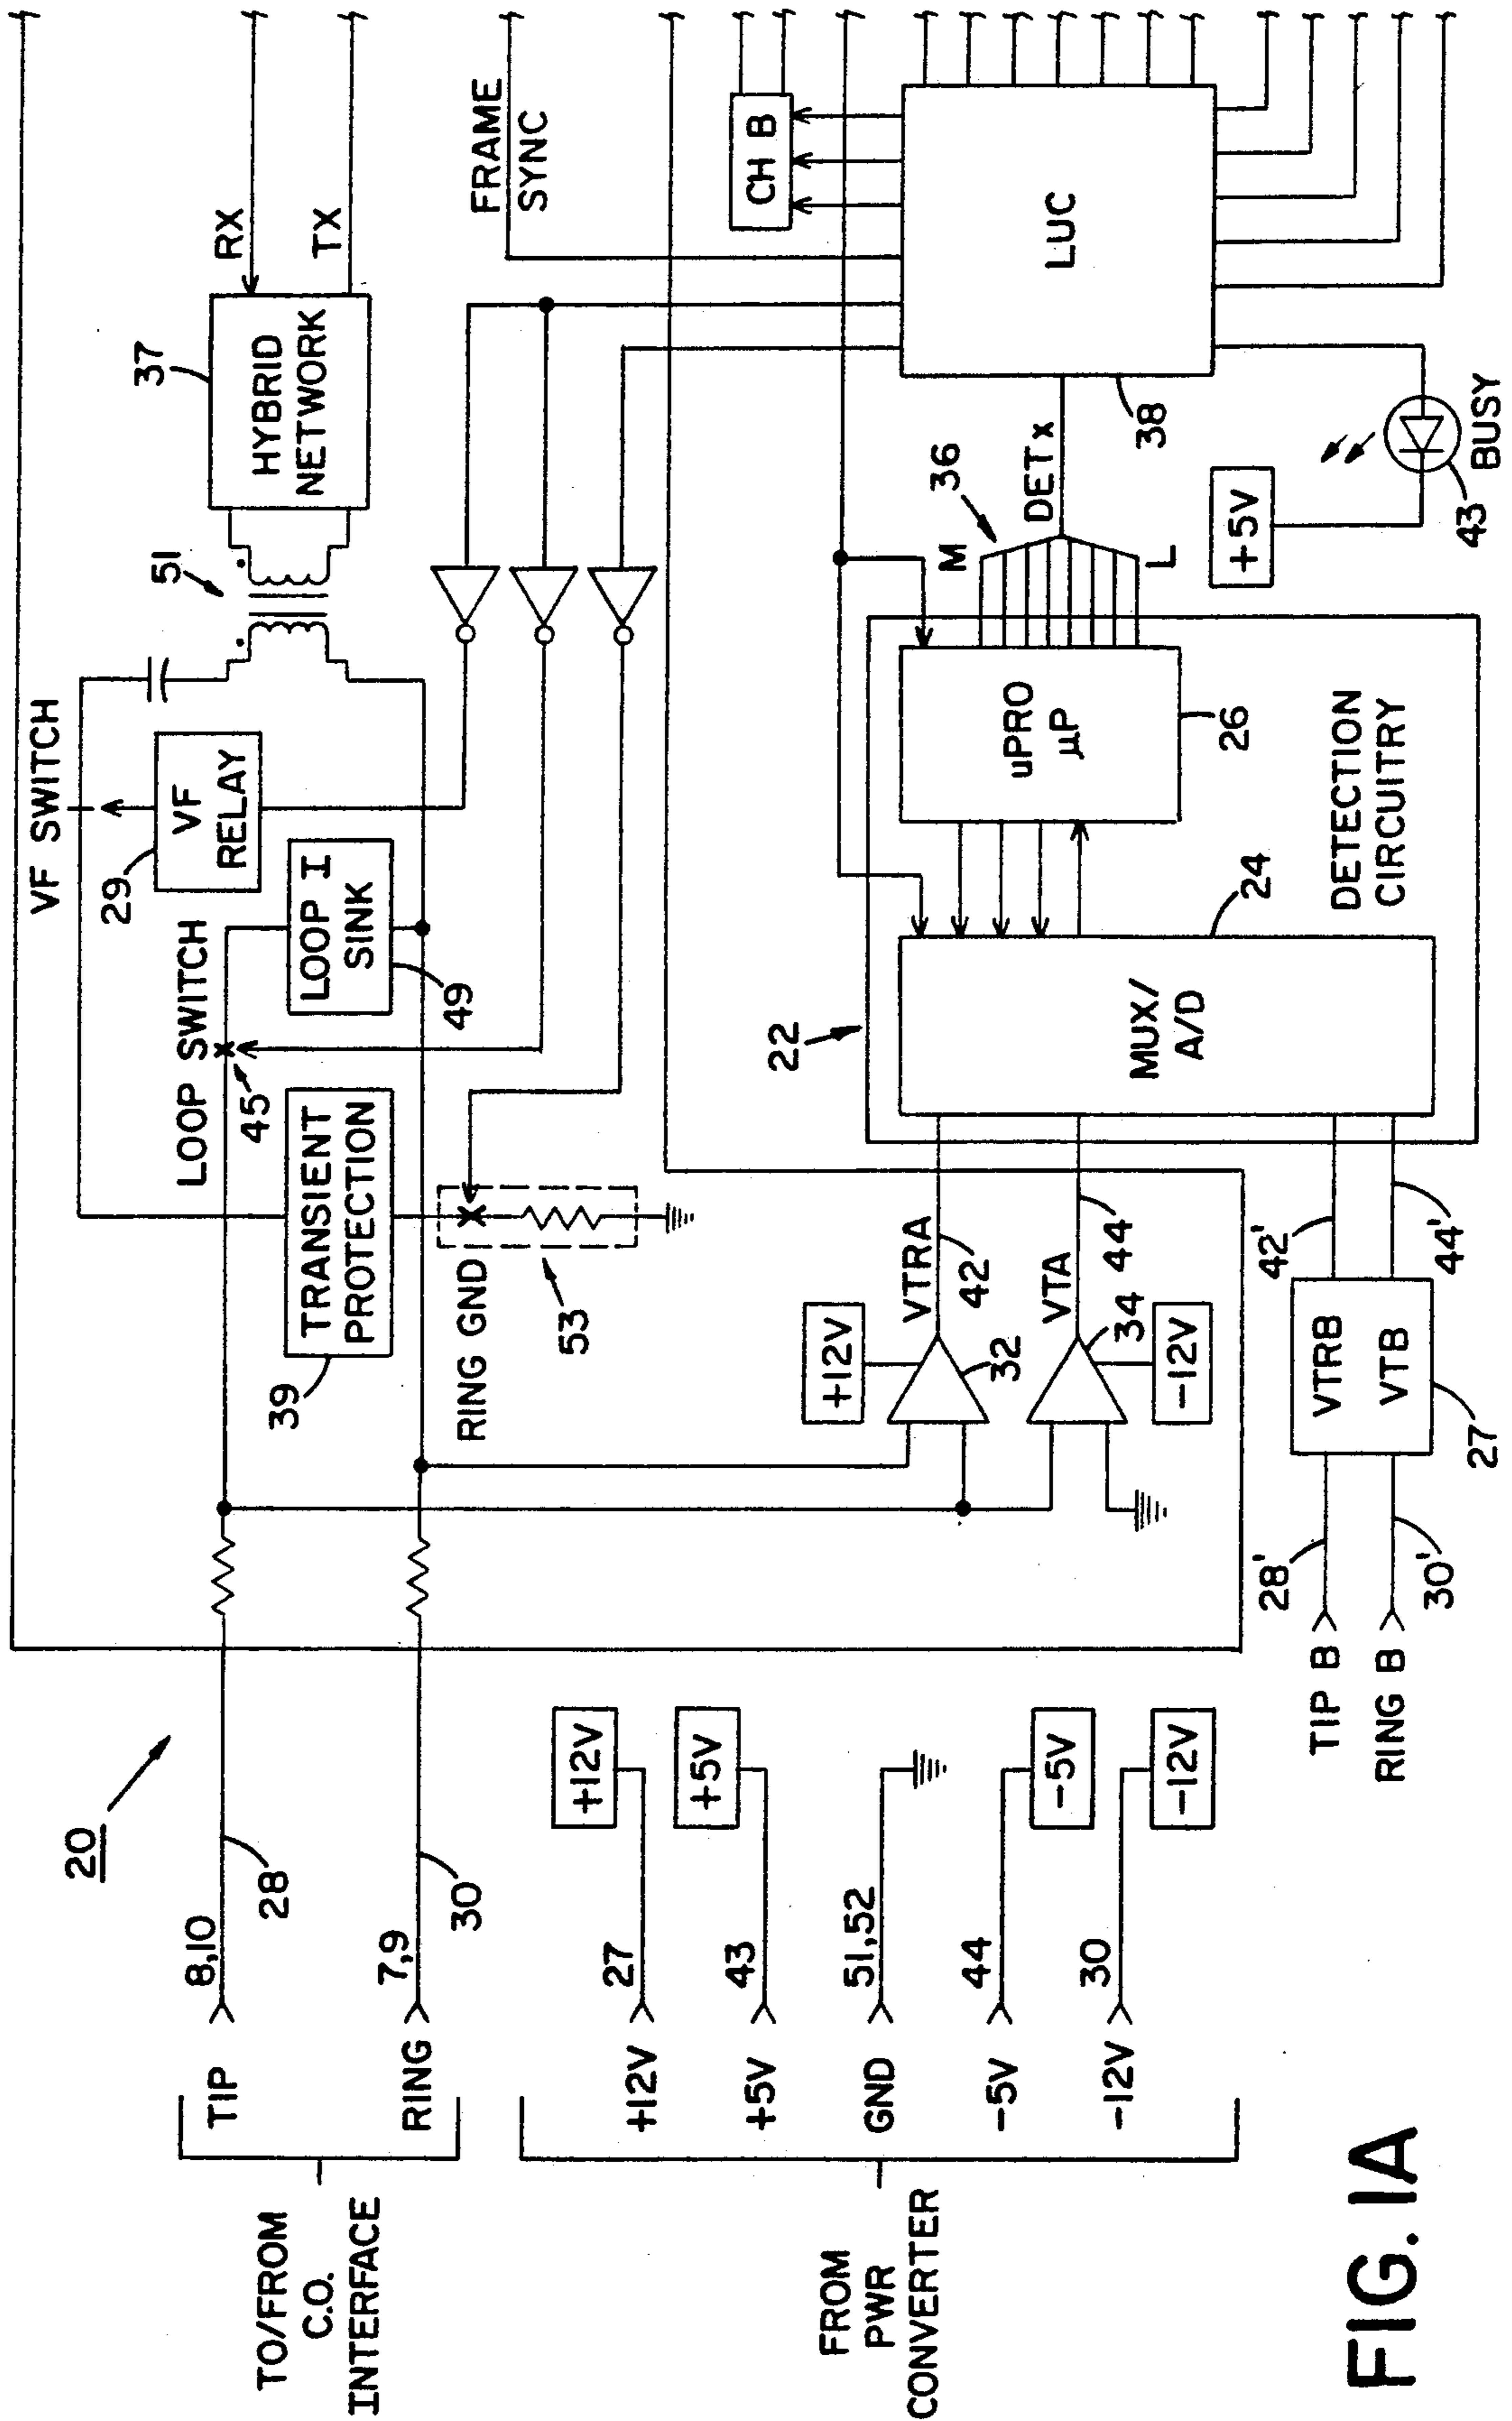 20
TO/FROM
C.O.
INTERFACE
TIP
8,10
28
RING
7,9
30
FROM
PWR
CONVERTER
+12V
27
+12V
+5V
43
+5V
GND
51,52
-5V
44
-5V
-12V
30
-12V
TRANSIENT
PROTECTION
39
LOOP SWITCH
45
LOOP I
SINK
49
VF SWITCH
VF
RELAY
29
51
HYBRID
NETWORK
37
RX
TX
FRAME
SYNC
RING GND
53
+12V
VTRA
42
32
VTA
44
34
-12V
TIP B
28'
RING B
30'
VTRB
VTB
27
42'
44'
22
MUX/
A/D
24
uPRO
μP
26
DETECTION
CIRCUITRY
M
36
L
DETx
LUC
38
CH B
+5V
43
BUSY
FIG. 1A